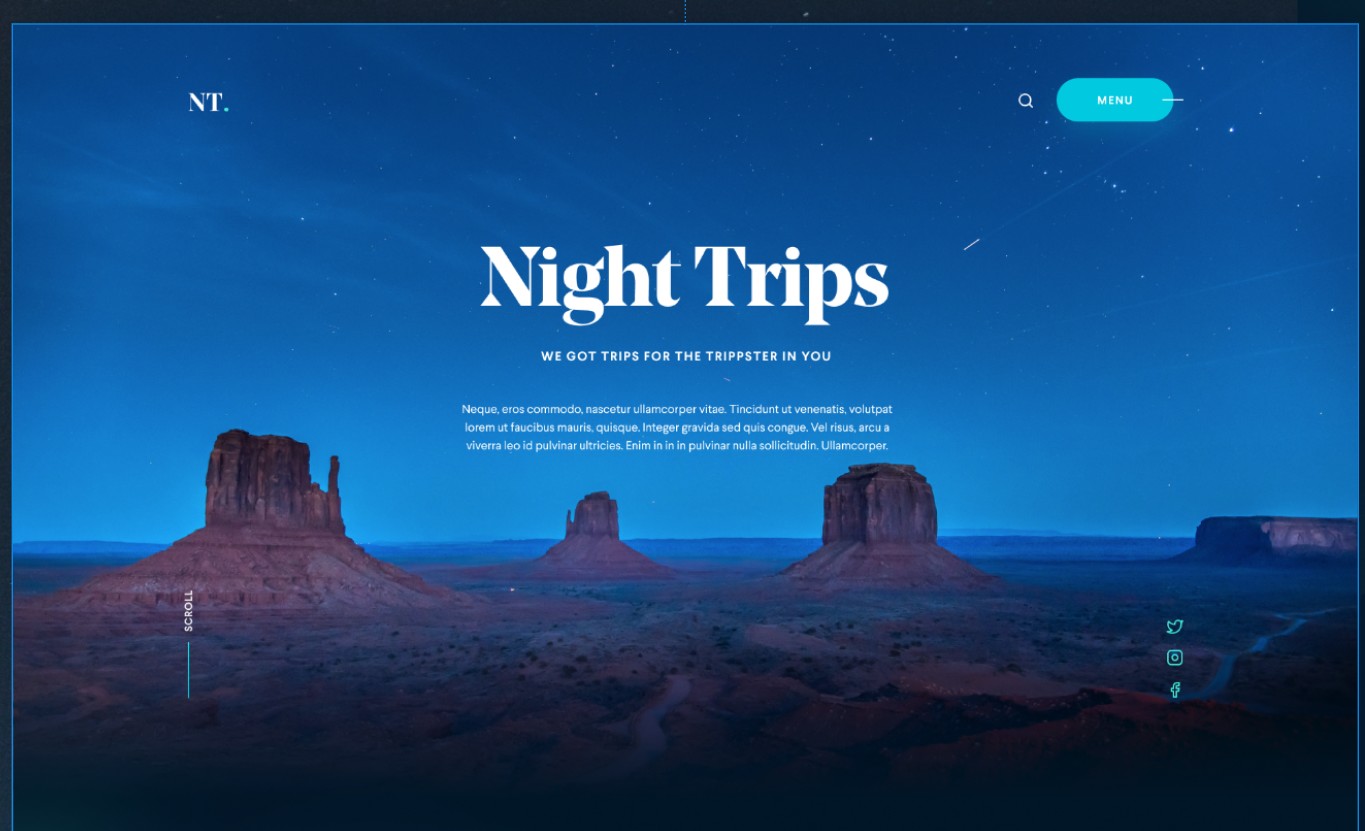 NT.
MENU
Night Trips
WE GOT TRIPS FOR THE TRIPPSTER IN YOU
Neque, eros commodo, nascetur ullamcorper vitae. Tincidunt ut venenatis, volutpat
lorem ut faucibus mauris, quisque. Integer gravida sed quis congue. Vel risus, arcu a
viverra leo id pulvinar ultricies. Enim in in in pulvinar nulla sollicitudin. Ullamcorper.
SCROLL